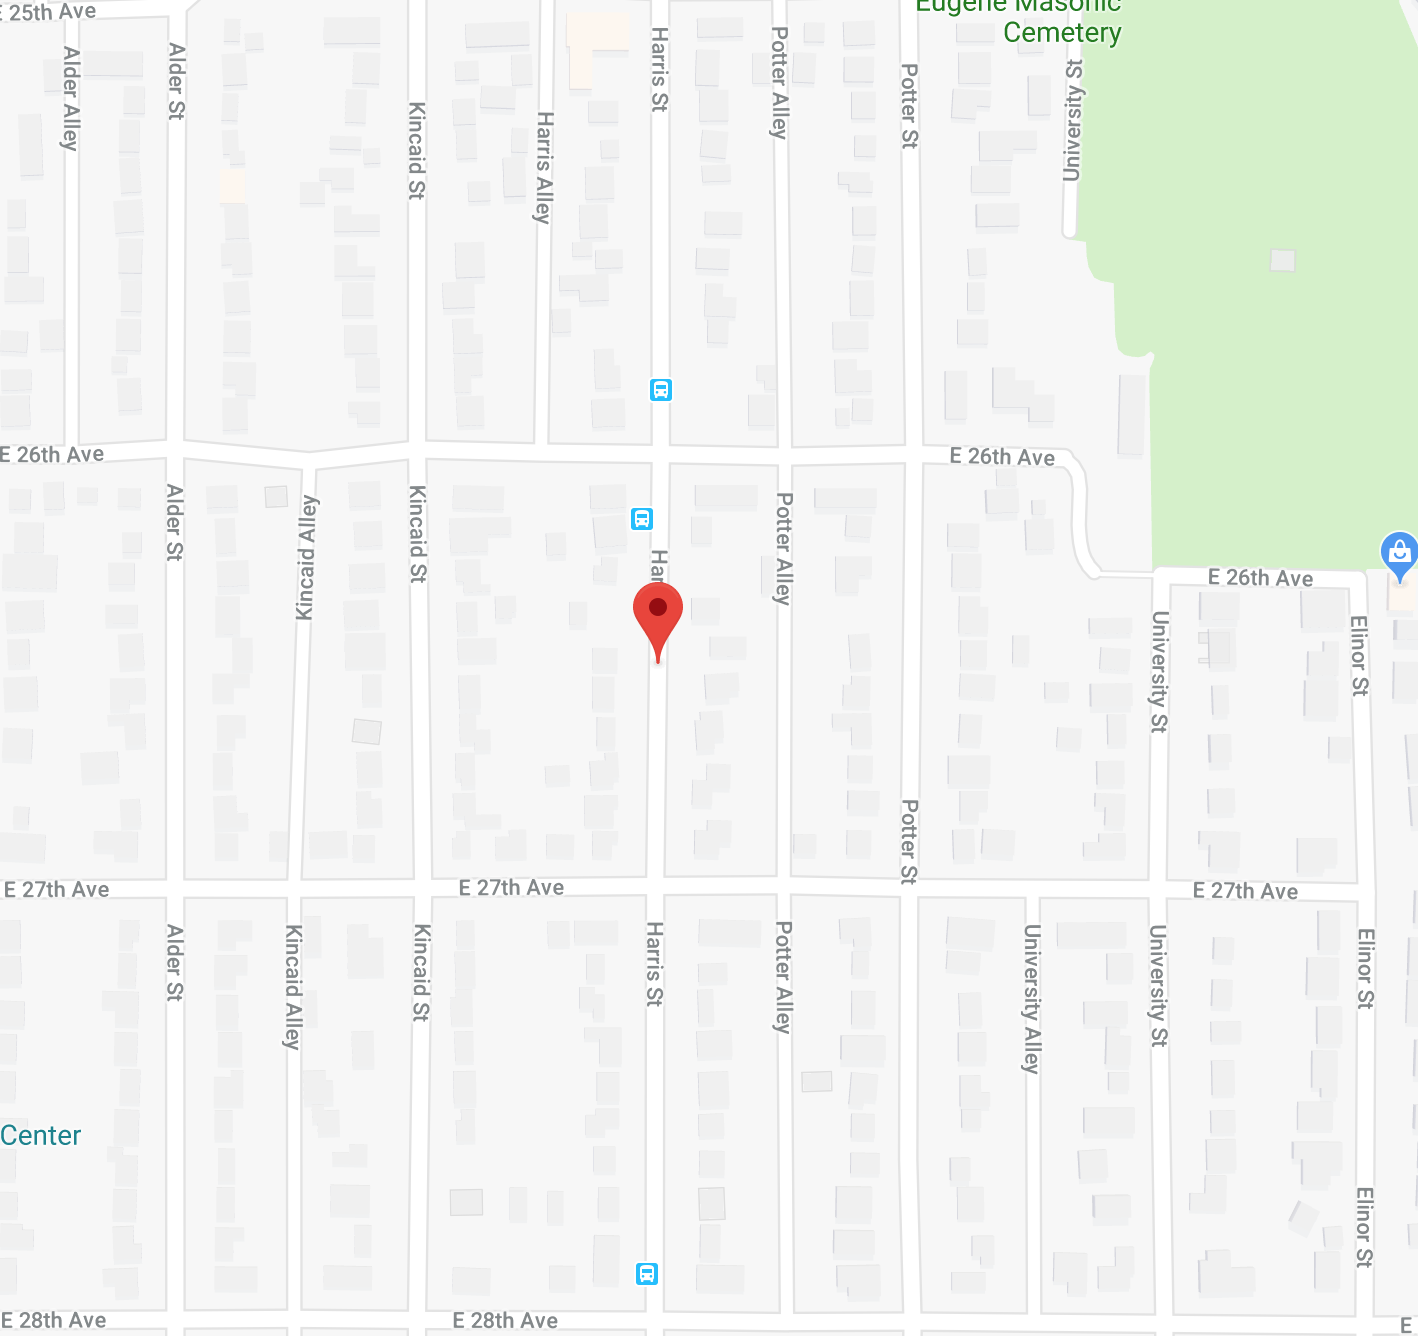 E 25th Ave
Eugene Masonic
Cemetery
Alder Alley
Alder St
Kincaid St
Harris Alley
Harris St
Potter Alley
Potter St
University St
E 26th Ave
E 26th Ave
Alder St
Kincaid Alley
Kincaid St
Har
Potter Alley
E 26th Ave
University St
Elinor St
Potter St
E 27th Ave
E 27th Ave
E 27th Ave
Alder St
Kincaid Alley
Kincaid St
Harris St
Potter Alley
University Alley
University St
Elinor St
Center
Elinor St
E 28th Ave
E 28th Ave
E